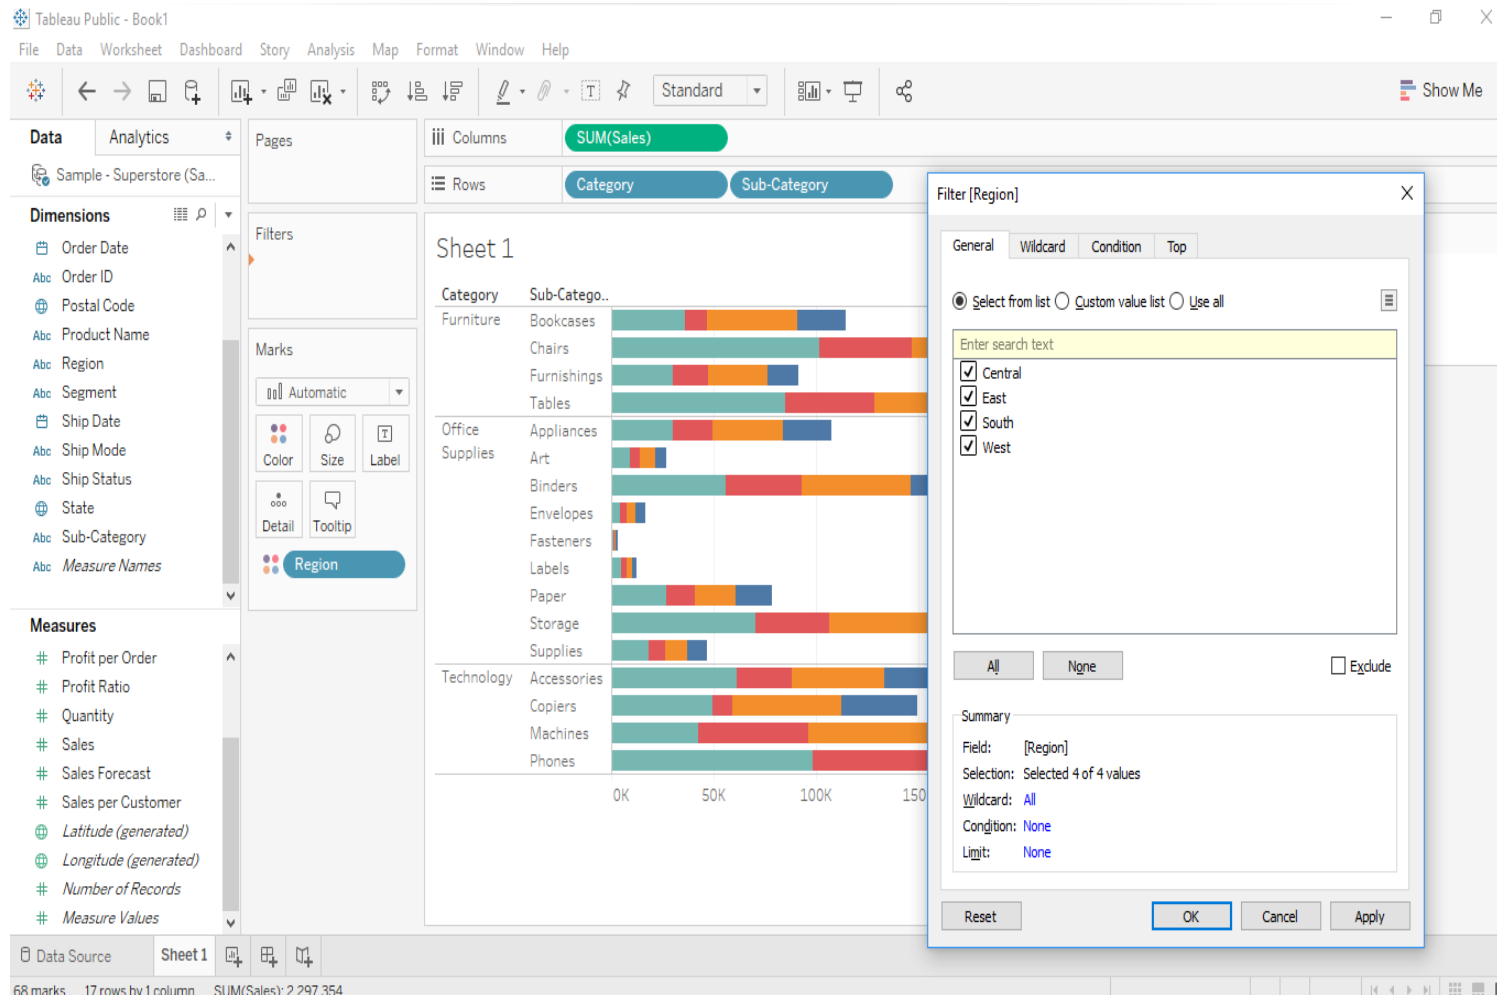 Tableau Public - Book1
File Data Worksheet Dashboard Story Analysis Map Format Window Help
Standard
Show Me
Data Analytics
Sample - Superstore (Sa...
Dimensions
Order Date
Abc Order ID
Postal Code
Abc Product Name
Abc Region
Abc Segment
Ship Date
Abc Ship Mode
Abc Ship Status
State
Abc Sub-Category
Abc Measure Names
Measures
# Profit per Order
# Profit Ratio
# Quantity
# Sales
# Sales Forecast
# Sales per Customer
Latitude (generated)
Longitude (generated)
# Number of Records
# Measure Values
Pages
Filters
Marks
Automatic
Color Size Label
Detail Tooltip
Region
Columns SUM(Sales)
Rows Category Sub-Category
Sheet 1
Category Sub-Catego..
Furniture Bookcases
Chairs
Furnishings
Tables
Office Supplies Appliances
Art
Binders
Envelopes
Fasteners
Labels
Paper
Storage
Supplies
Technology Accessories
Copiers
Machines
Phones
0K 50K 100K 150
Filter [Region]
General Wildcard Condition Top
Select from list Custom value list Use all
Enter search text
Central
East
South
West
All None Exclude
Summary
Field: [Region]
Selection: Selected 4 of 4 values
Wildcard: All
Condition: None
Limit: None
Reset OK Cancel Apply
Data Source Sheet 1
68 marks 17 rows by 1 column SUM(Sales): 2,297,354